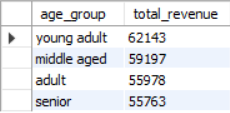 age_group total_revenue
young adult 62143
middle aged 59197
adult 55978
senior 55763